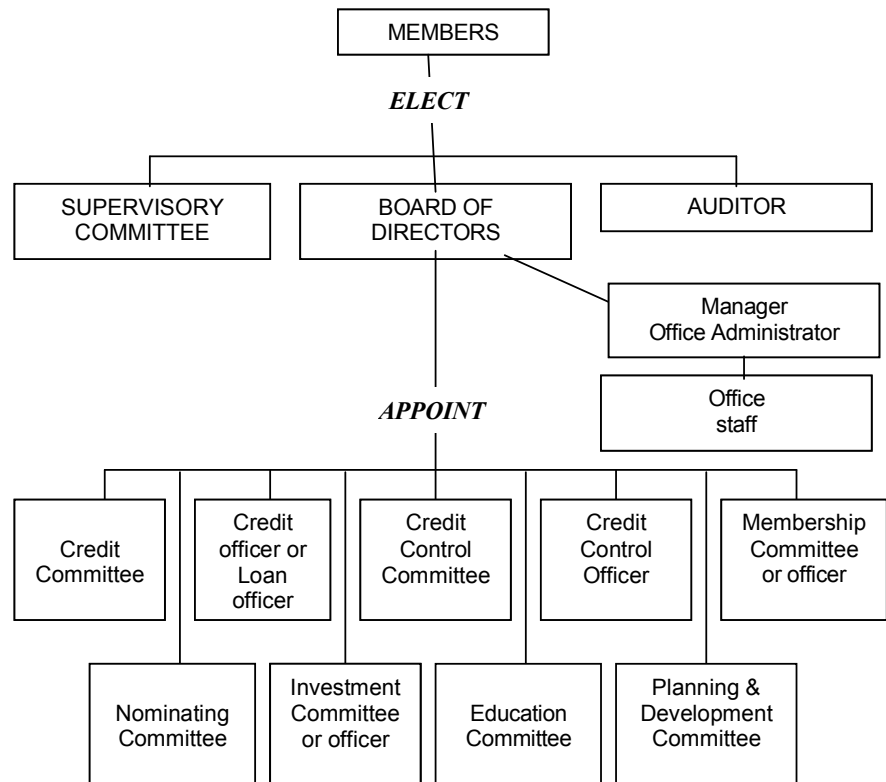 MEMBERS
ELECT
SUPERVISORY
COMMITTEE
BOARD OF
DIRECTORS
AUDITOR
Manager
Office Administrator
Office
staff
APPOINT
Credit
Committee
Credit
officer or
Loan
officer
Credit
Control
Committee
Credit
Control
Officer
Membership
Committee
or officer
Nominating
Committee
Investment
Committee
or officer
Education
Committee
Planning &
Development
Committee